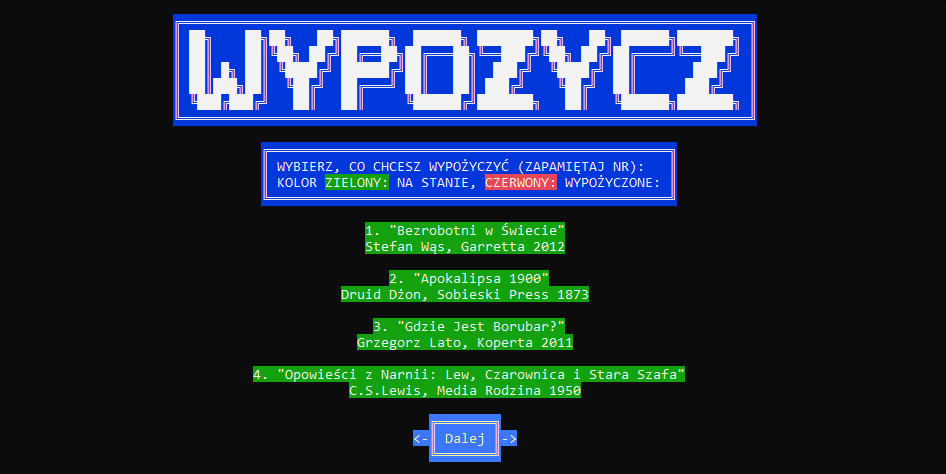 WYPOZYCZ
WYBIERZ, CO CHCESZ WYPOŻYCZYĆ (ZAPAMIĘTAJ NR):
KOLOR ZIELONY: NA STANIE, CZERWONY: WYPOŻYCZONE:
1. "Bezrobotni w Świecie"
Stefan Wąs, Garretta 2012
2. "Apokalipsa 1900"
Druid Dżon, Sobieski Press 1873
3. "Gdzie Jest Borubar?"
Grzegorz Lato, Koperta 2011
4. "Opowieści z Narnii: Lew, Czarownica i Stara Szafa"
C.S.Lewis, Media Rodzina 1950
<- Dalej ->